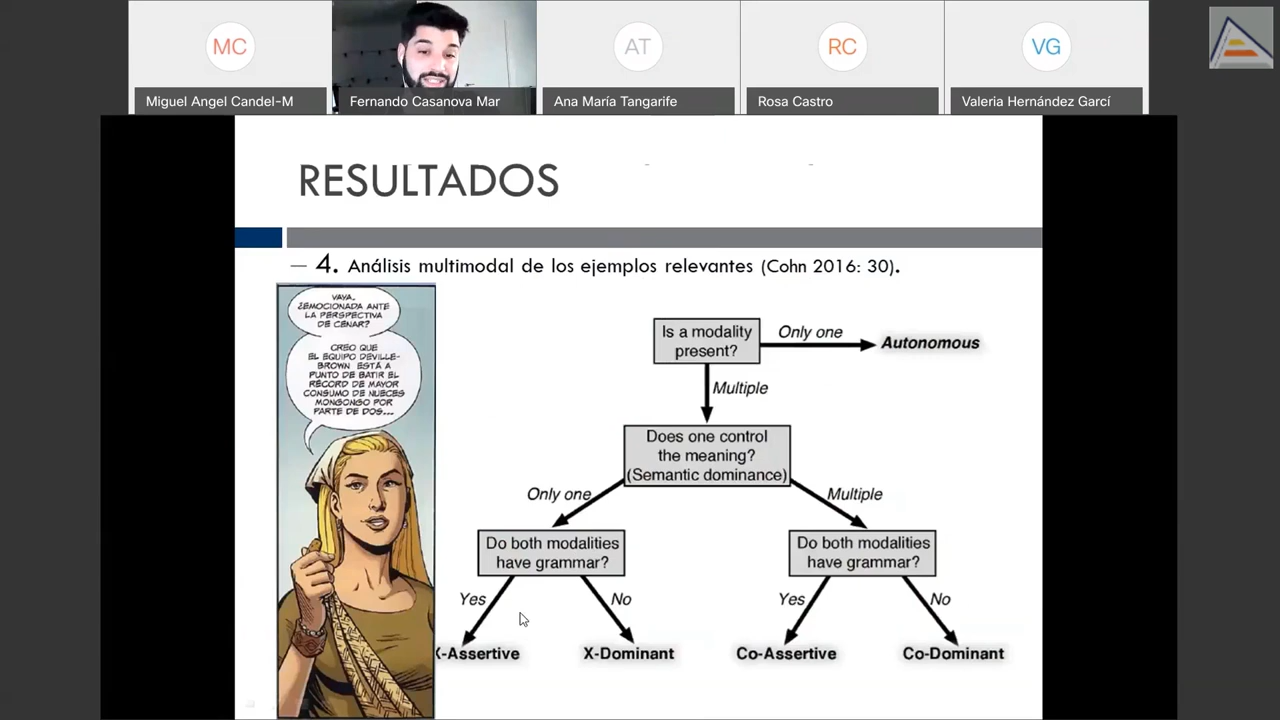 MC
AT
RC
VG
Miguel Angel Candel-M
Fernando Casanova Mar
Ana María Tangarife
Rosa Castro
Valeria Hernández Garcí
RESULTADOS
— 4. Análisis multimodal de los ejemplos relevantes (Cohn 2016: 30).
VAYA,
¿EMOCIONADA ANTE
LA PERSPECTIVA
DE CENAR?
CREO QUE
EL EQUIPO DEVILLE-
BROWN ESTÁ A
PUNTO DE BATIR EL
RÉCORD DE MAYOR
CONSUMO DE NUECES
MONGONGO POR
PARTE DE DOS...
Is a modality
present?
Only one
Autonomous
Multiple
Does one control
the meaning?
(Semantic dominance)
Only one
Multiple
Do both modalities
have grammar?
Do both modalities
have grammar?
Yes
No
Yes
No
X-Assertive
X-Dominant
Co-Assertive
Co-Dominant